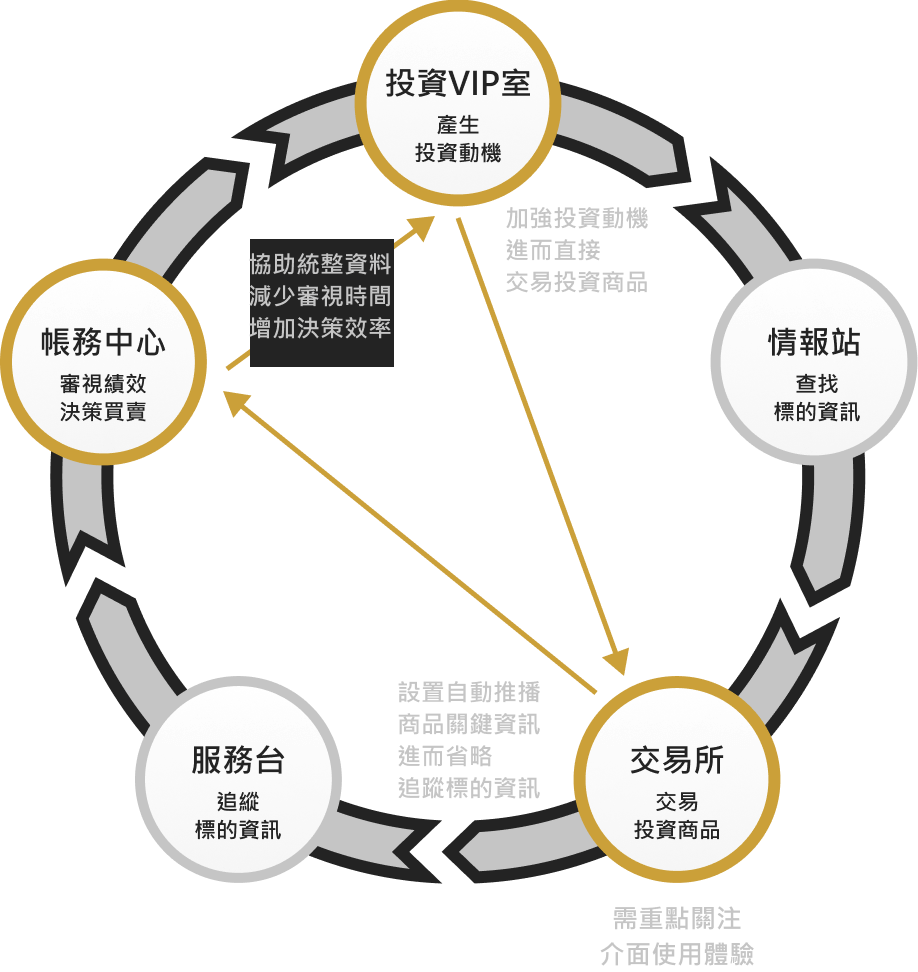 投資VIP室
產生
投資動機
加強投資動機
進而直接
交易投資商品
協助統整資料
減少審視時間
增加決策效率
帳務中心
審視績效
決策買賣
情報站
查找
標的資訊
設置自動推播
商品關鍵資訊
進而省略
追蹤標的資訊
服務台
追縱
標的資訊
交易所
交易
投資商品
需重點關注
介面使用體驗